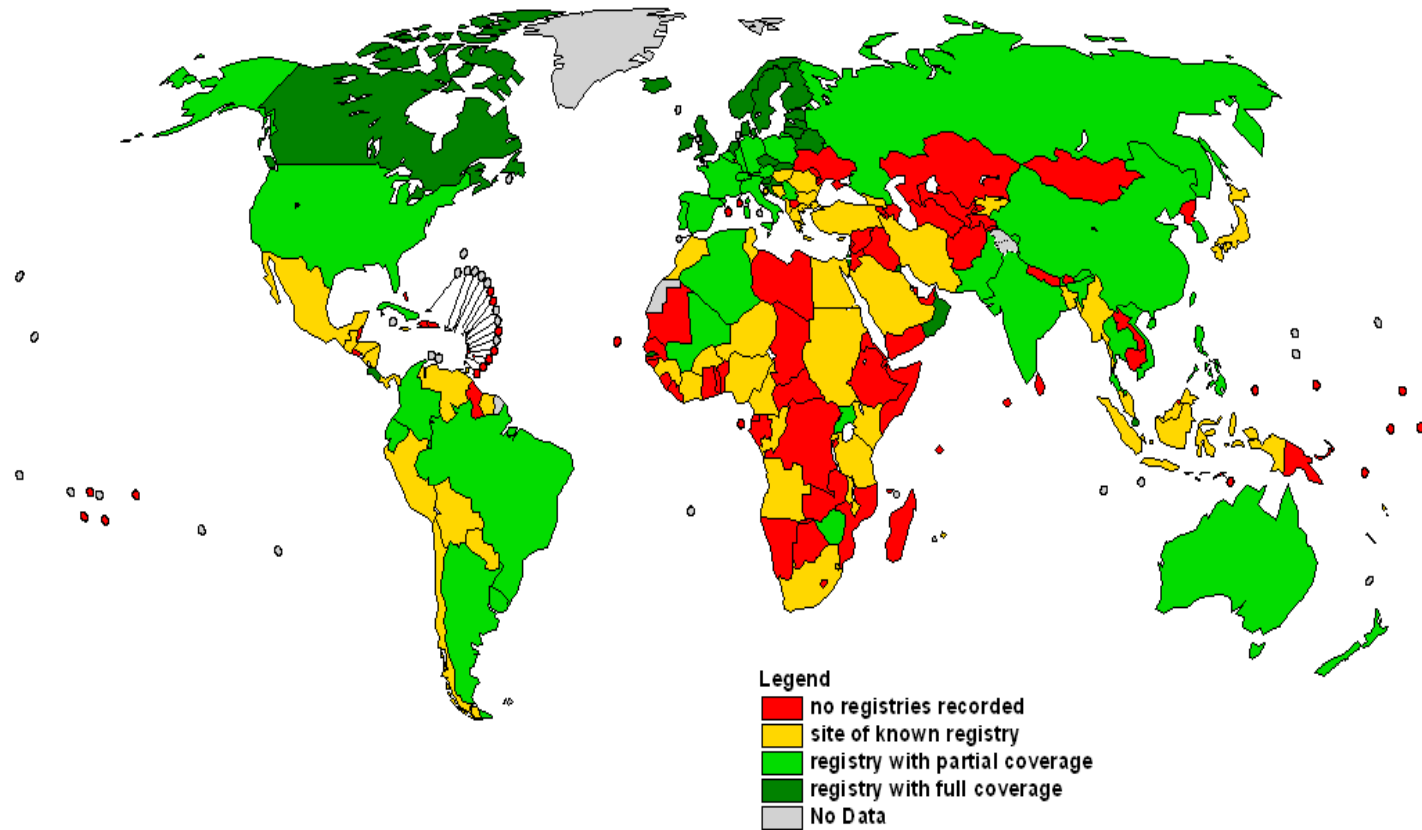 Legend
no registries recorded
site of known registry
registry with partial coverage
registry with full coverage
No Data